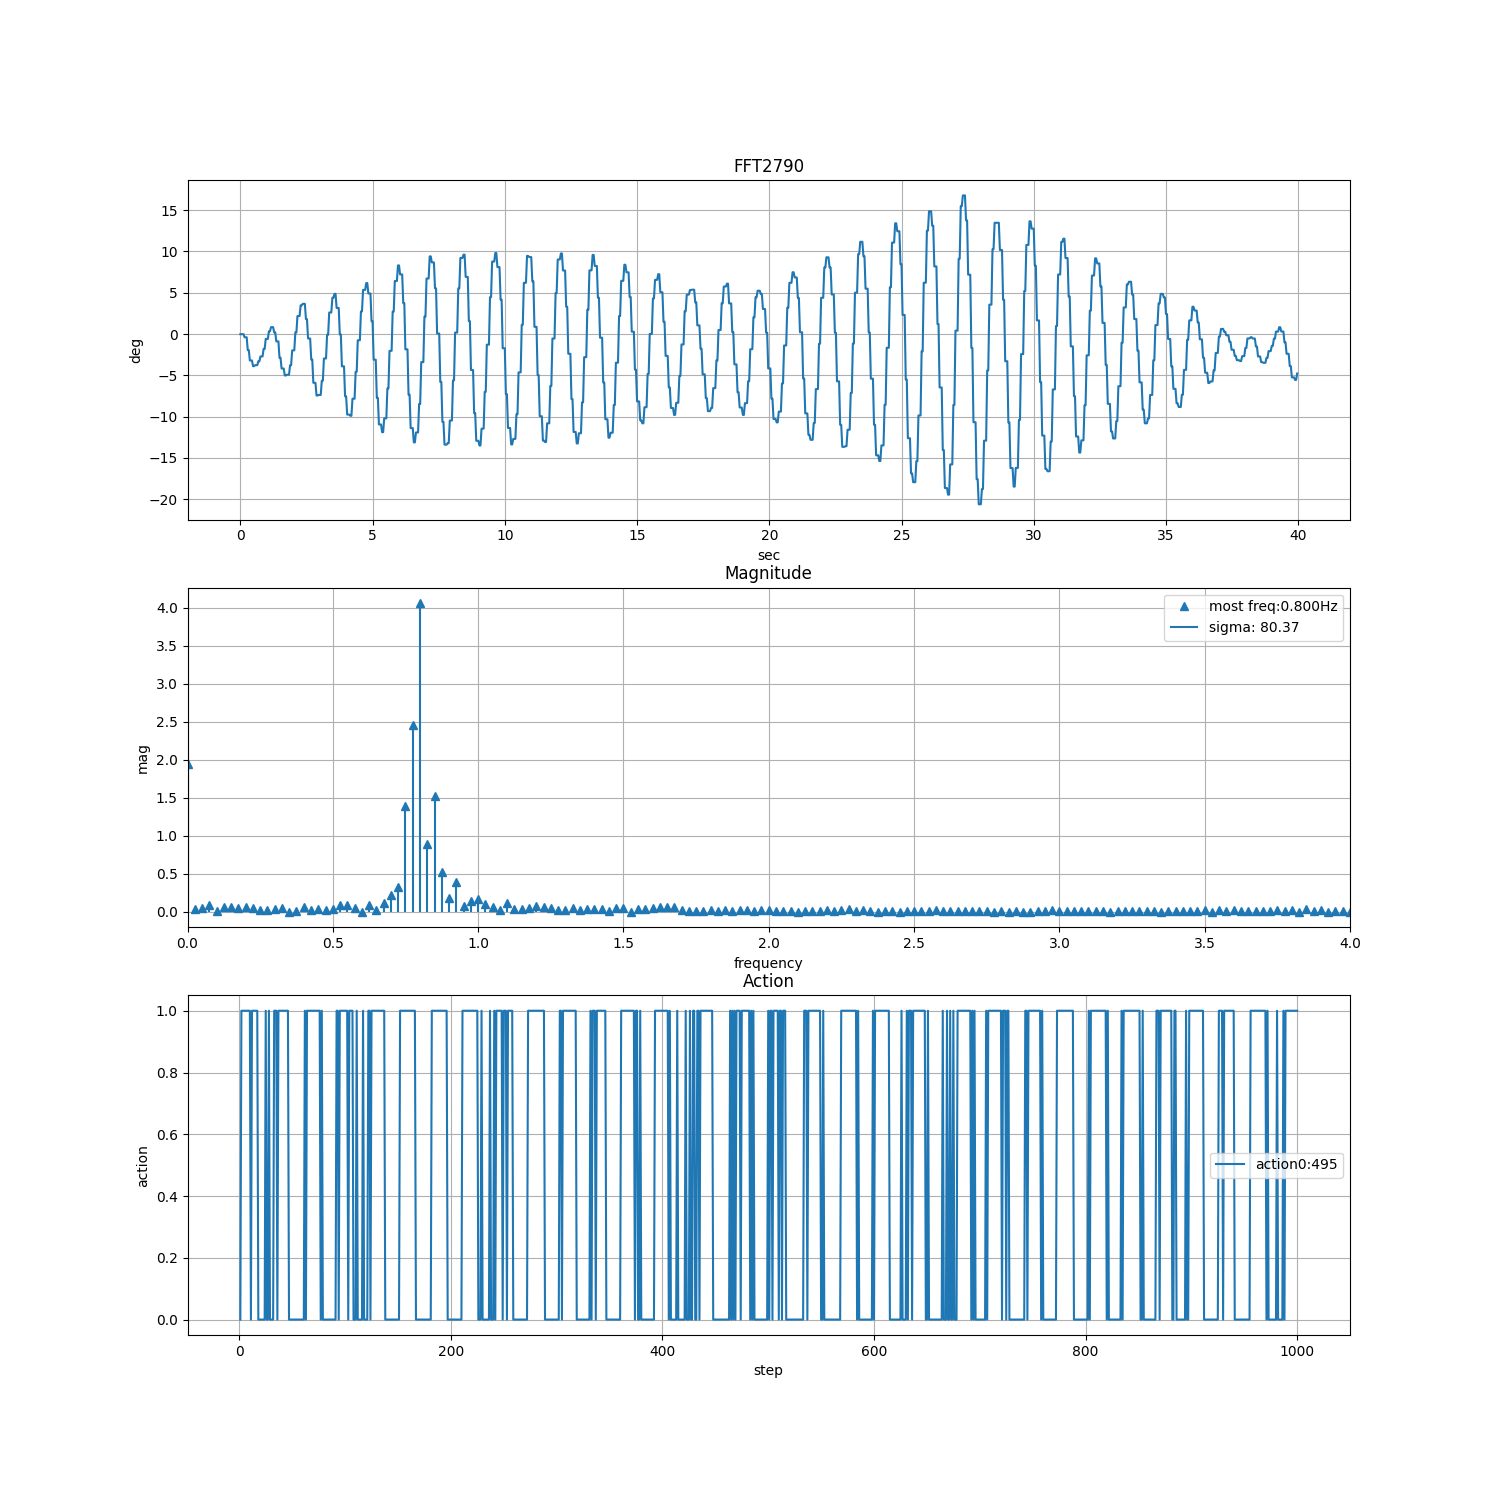 FFT2790
15
10
5
0
−5
−10
−15
−20
deg
0 5 10 15 20 25 30 35 40
sec
Magnitude
4.0
3.5
3.0
2.5
2.0
1.5
1.0
0.5
0.0
mag
most freq:0.800Hz
sigma: 80.37
0.0 0.5 1.0 1.5 2.0 2.5 3.0 3.5 4.0
frequency
Action
1.0
0.8
0.6
0.4
0.2
0.0
action
action0:495
0 200 400 600 800 1000
step